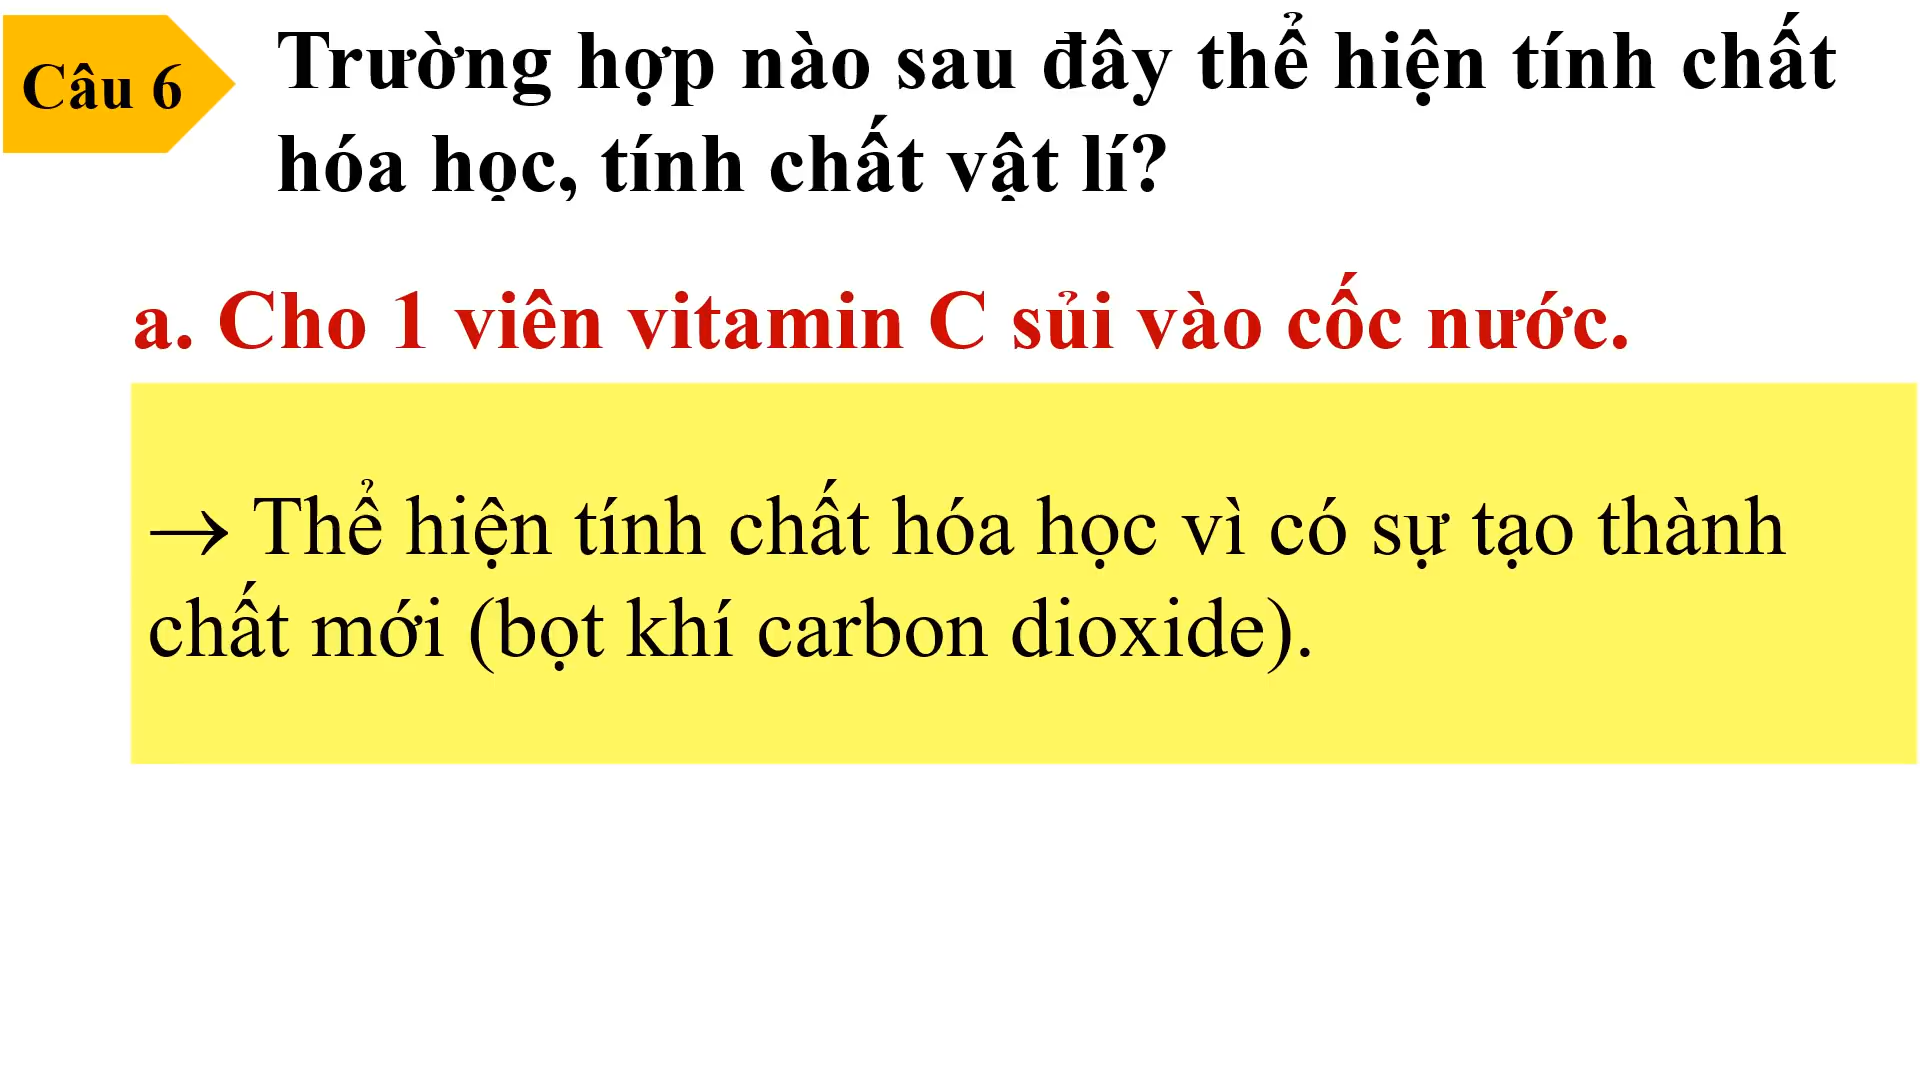 Câu 6
Trường hợp nào sau đây thể hiện tính chất
hóa học, tính chất vật lí?
a. Cho 1 viên vitamin C sủi vào cốc nước.
→ Thể hiện tính chất hóa học vì có sự tạo thành
chất mới (bọt khí carbon dioxide).